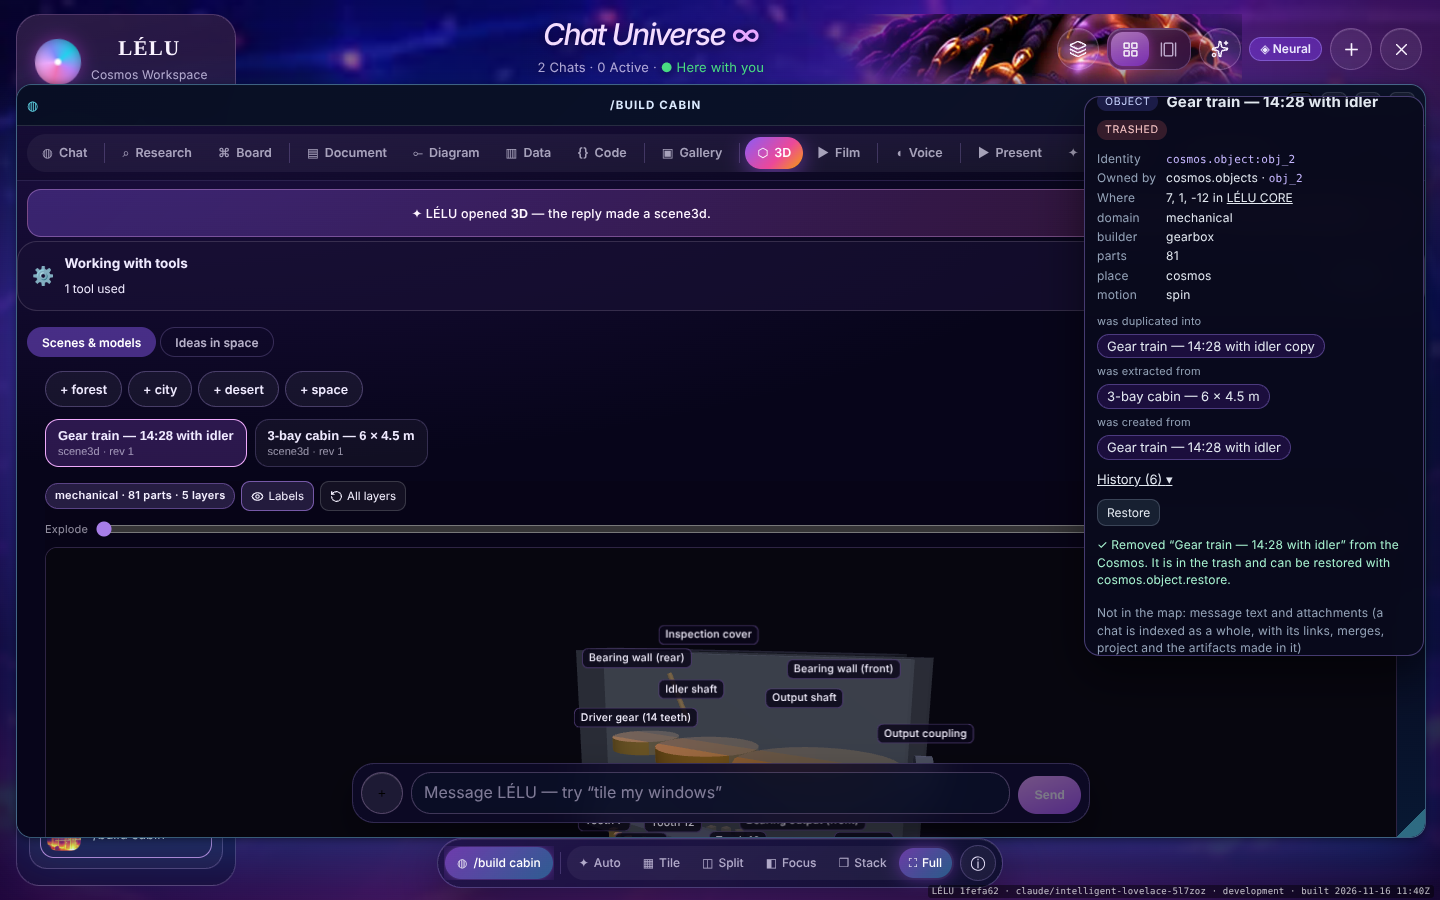 LÉLU
Cosmos Workspace
Chat Universe ∞
2 Chats · 0 Active · ● Here with you
◈ Neural
/BUILD CABIN
Chat
Research
Board
Document
Diagram
Data
Code
Gallery
3D
Film
Voice
Present
✦ LÉLU opened 3D — the reply made a scene3d.
Working with tools
1 tool used
Scenes & models
Ideas in space
+ forest
+ city
+ desert
+ space
Gear train — 14:28 with idler
scene3d · rev 1
3-bay cabin — 6 × 4.5 m
scene3d · rev 1
mechanical · 81 parts · 5 layers
Labels
All layers
Explode
Inspection cover
Bearing wall (rear)
Bearing wall (front)
Idler shaft
Output shaft
Driver gear (14 teeth)
Output coupling
OBJECT Gear train — 14:28 with idler
TRASHED
Identity cosmos.object:obj_2
Owned by cosmos.objects · obj_2
Where 7, 1, -12 in LÉLU CORE
domain mechanical
builder gearbox
parts 81
place cosmos
motion spin
was duplicated into
Gear train — 14:28 with idler copy
was extracted from
3-bay cabin — 6 × 4.5 m
was created from
Gear train — 14:28 with idler
History (6) ▾
Restore
✓ Removed “Gear train — 14:28 with idler” from the
Cosmos. It is in the trash and can be restored with
cosmos.object.restore.
Not in the map: message text and attachments (a
chat is indexed as a whole, with its links, merges,
project and the artifacts made in it)
Message LÉLU — try “tile my windows”
Send
/build cabin
/build cabin
Auto
Tile
Split
Focus
Stack
Full
LÉLU 1fefa62 · claude/intelligent-lovelace-5l7zoz · development · built 2026-11-16 11:40Z